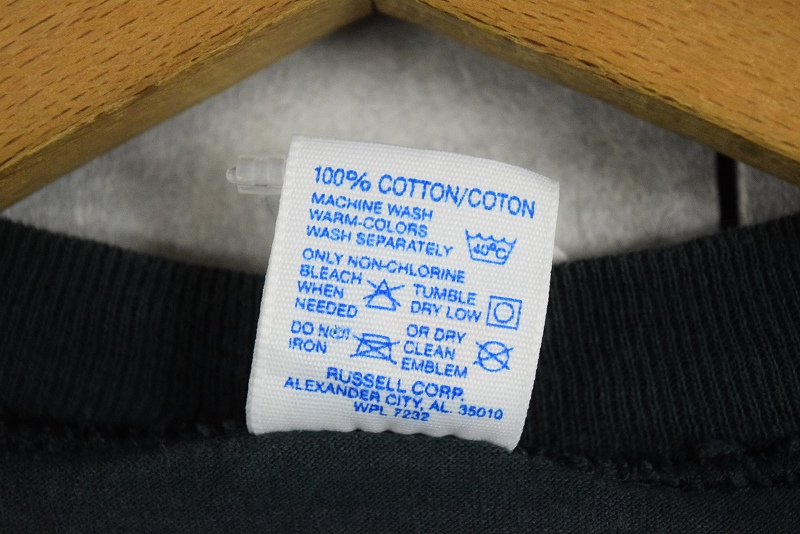 100% COTTON/COTON
MACHINE WASH
WARM-COLORS
WASH SEPARATELY
40°C
ONLY NON-CHLORINE
BLEACH
WHEN
NEEDED
TUMBLE
DRY LOW
DO NOT
IRON
OR DRY
CLEAN
EMBLEM
RUSSELL CORP.
ALEXANDER CITY, AL. 35010
WPL 7232